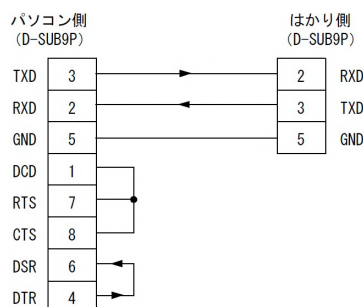 パソコン側 はかり側
(D-SUB9P) (D-SUB9P)
TXD 3 2 RXD
RXD 2 3 TXD
GND 5 5 GND
DCD 1
RTS 7
CTS 8
DSR 6
DTR 4